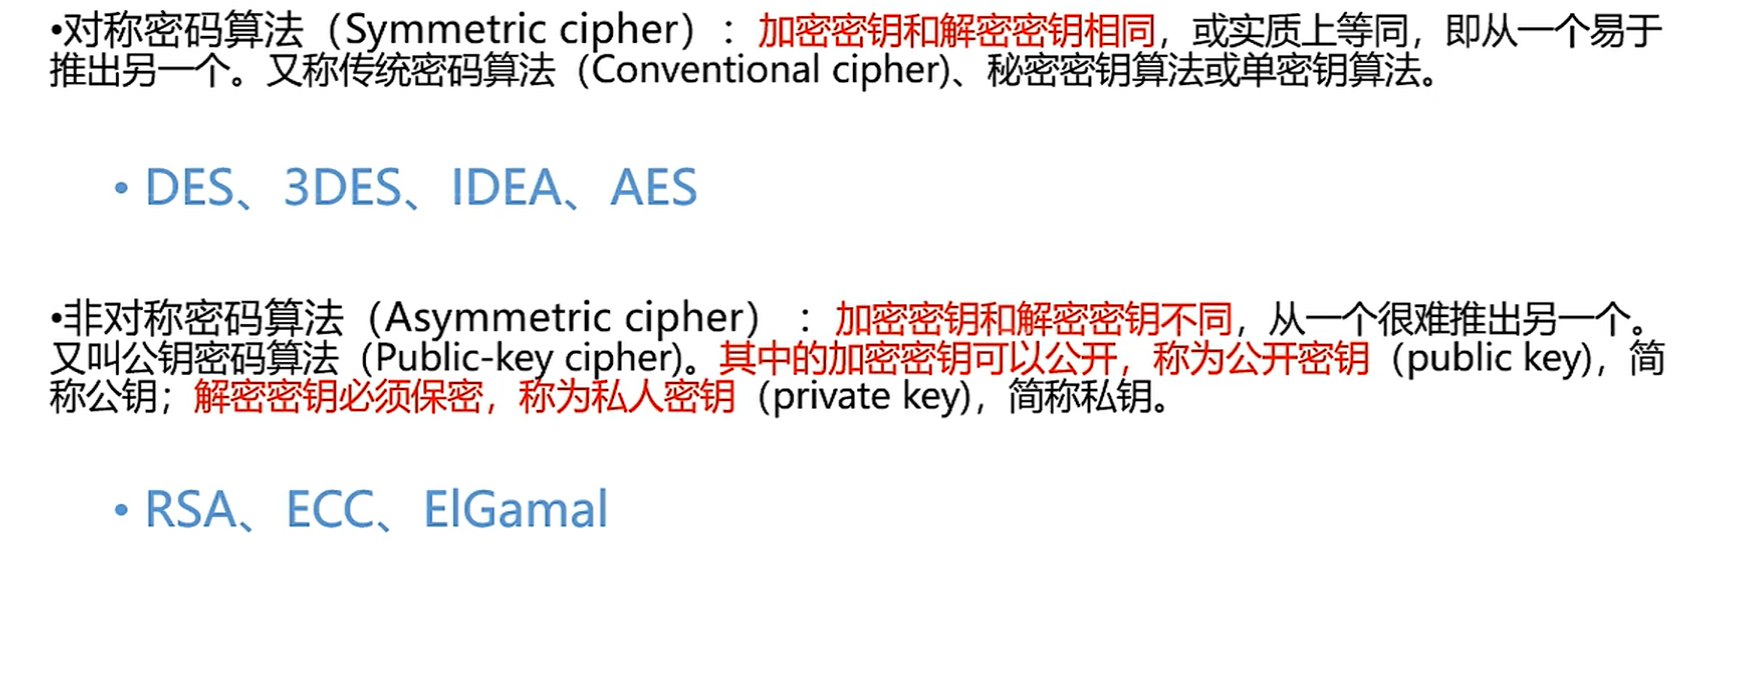 •对称密码算法（Symmetric cipher）：加密密钥和解密密钥相同，或实质上等同，即从一个易于
推出另一个。又称传统密码算法（Conventional cipher)、秘密密钥算法或单密钥算法。
• DES、3DES、IDEA、AES
•非对称密码算法（Asymmetric cipher） ：加密密钥和解密密钥不同，从一个很难推出另一个。
又叫公钥密码算法（Public-key cipher)。其中的加密密钥可以公开，称为公开密钥（public key)，简
称公钥；解密密钥必须保密，称为私人密钥（private key)，简称私钥。
• RSA、ECC、ElGamal